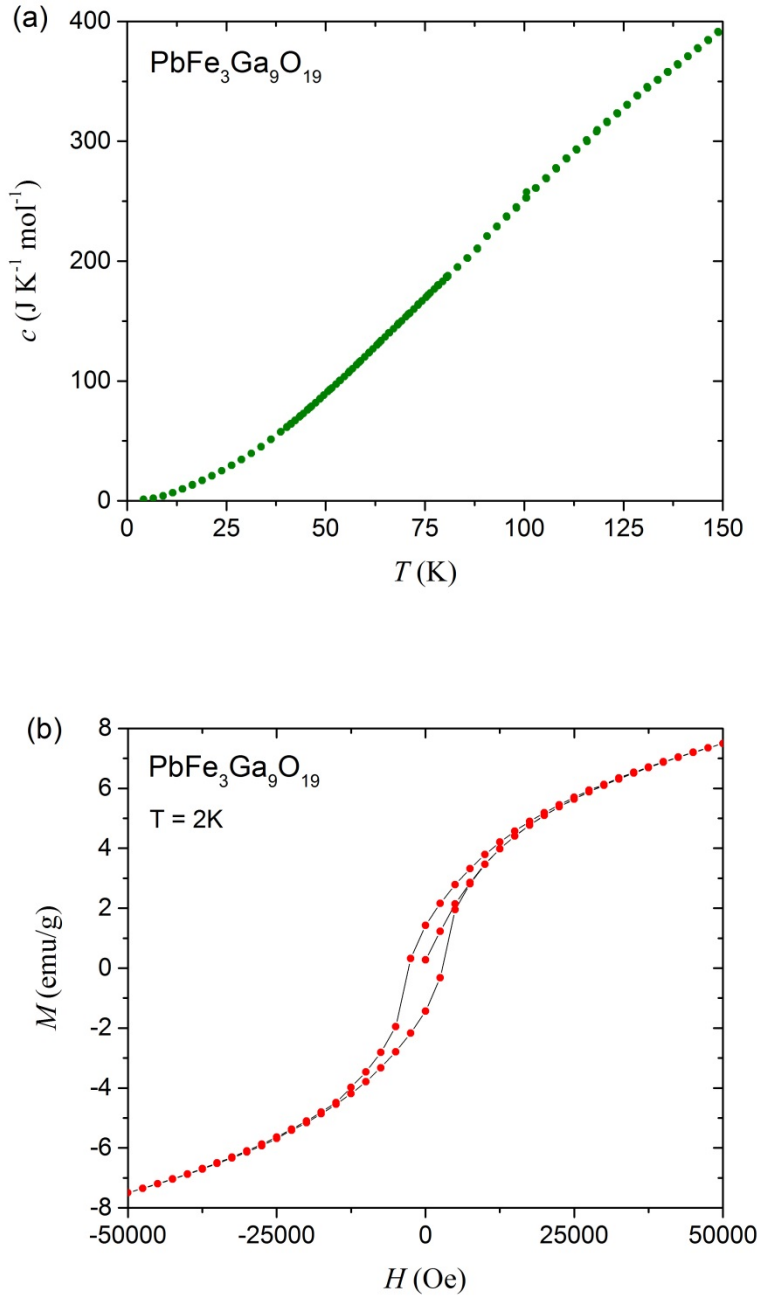 (a)
PbFe₃Ga₉O₁₉
400
300
200
100
0
c (J K⁻¹ mol⁻¹)
0 25 50 75 100 125 150
T (K)
(b)
PbFe₃Ga₉O₁₉
T = 2K
8
6
4
2
0
-2
-4
-6
-8
M (emu/g)
-50000 -25000 0 25000 50000
H (Oe)